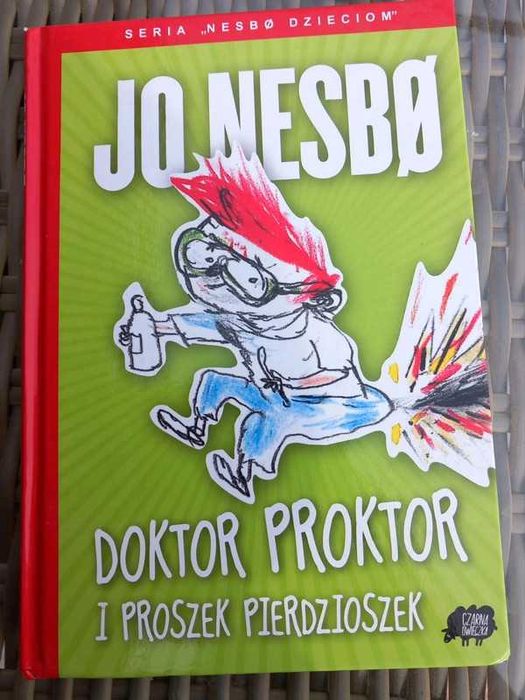 SERIA „NESBØ DZIECIOM”
JO NESBØ
DOKTOR PROKTOR
I PROSZEK PIERDZIOSZEK
CZARNA
OWIECZKA